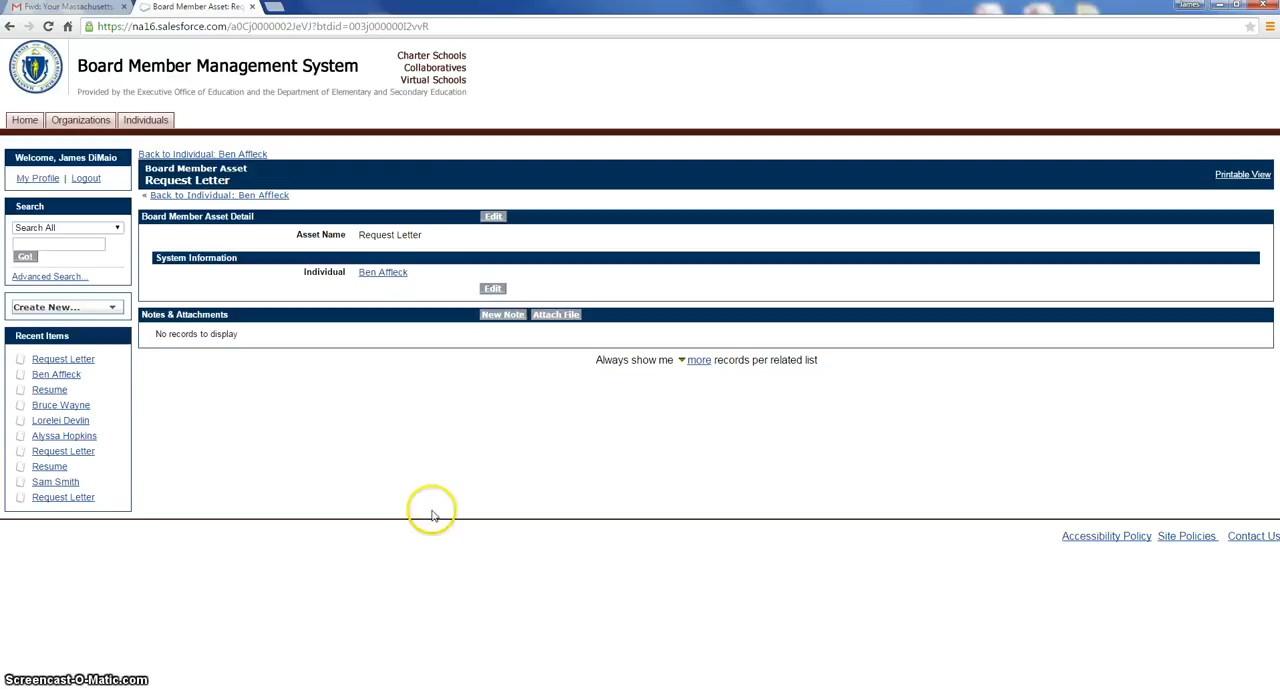 Fwd: Your Massachusetts
Board Member Asset: Req
James
https://na16.salesforce.com/a0Cj0000002JeVJ?btdid=003j000000I2vvR
Board Member Management System
Charter Schools
Collaboratives
Virtual Schools
Provided by the Executive Office of Education and the Department of Elementary and Secondary Education
Home Organizations Individuals
Welcome, James DiMaio
My Profile | Logout
Search
Search All
Go!
Advanced Search...
Create New...
Recent Items
Request Letter
Ben Affleck
Resume
Bruce Wayne
Lorelei Devlin
Alyssa Hopkins
Request Letter
Resume
Sam Smith
Request Letter
Back to Individual: Ben Affleck
Board Member Asset
Request Letter
Printable View
« Back to Individual: Ben Affleck
Board Member Asset Detail Edit
Asset Name Request Letter
System Information
Individual Ben Affleck
Edit
Notes & Attachments New Note Attach File
No records to display
Always show me more records per related list
Accessibility Policy Site Policies Contact Us
Screencast-O-Matic.com